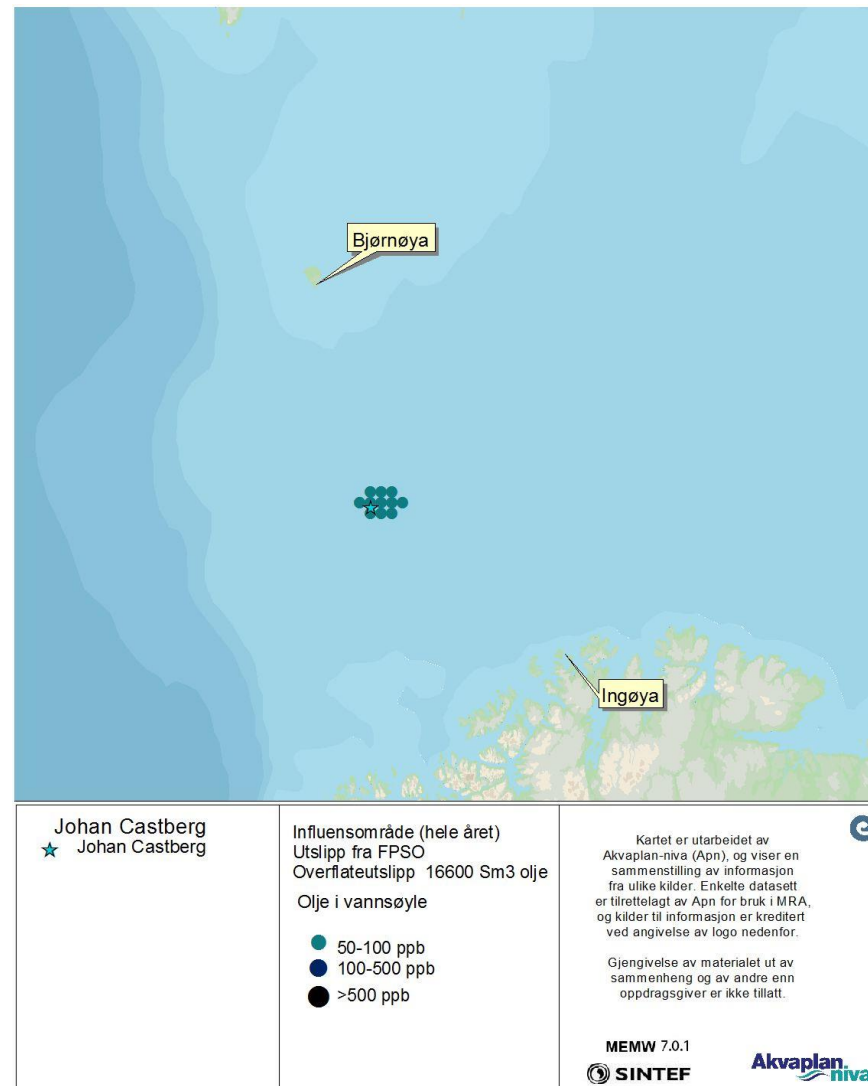 Bjørnøya
Ingøya
Johan Castberg
Johan Castberg
Influensområde (hele året)
Utslipp fra FPSO
Overflateutslipp 16600 Sm3 olje
Olje i vannsøyle
50-100 ppb
100-500 ppb
>500 ppb
Kartet er utarbeidet av
Akvaplan-niva (Apn), og viser en
sammenstilling av informasjon
fra ulike kilder. Enkelte datasett
er tilrettelagt av Apn for bruk i MRA,
og kilder til informasjon er kreditert
ved angivelse av logo nedenfor.
Gjengivelse av materialet ut av
sammenheng og av andre enn
oppdragsgiver er ikke tillatt.
MEMW 7.0.1
SINTEF
Akvaplan.
niva